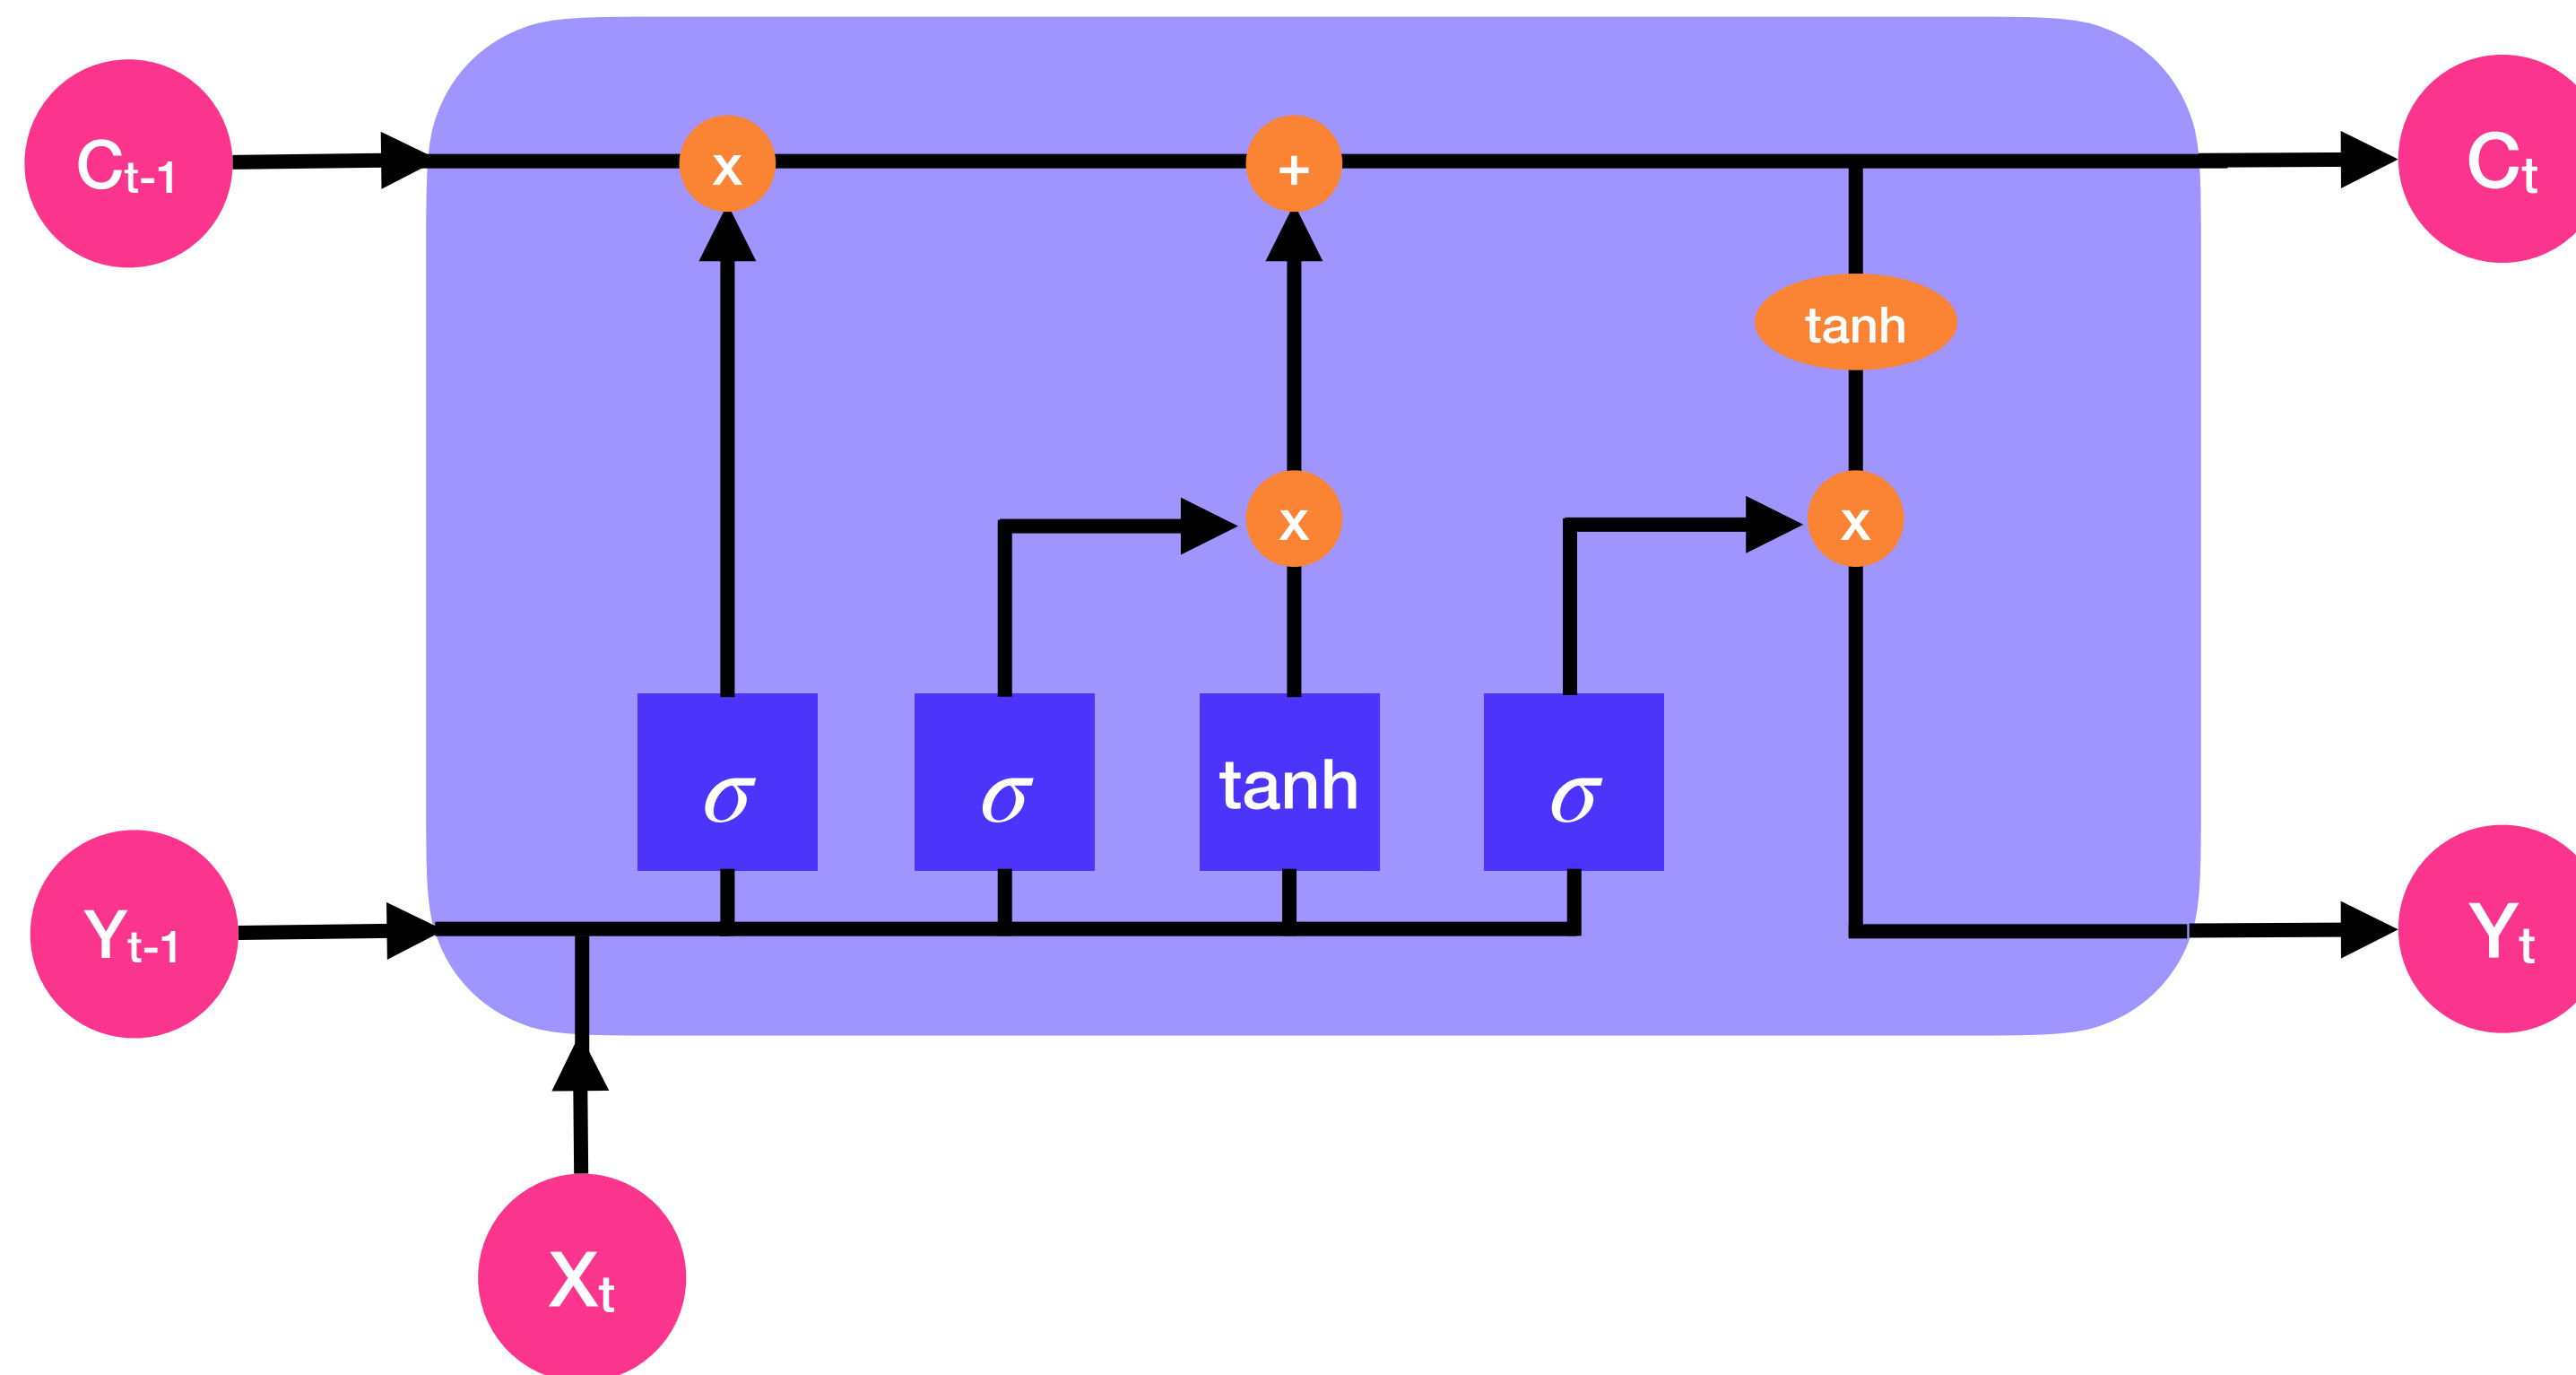 Ct-1
x
+
Ct
tanh
x
x
σ
σ
tanh
σ
Yt-1
Yt
Xt